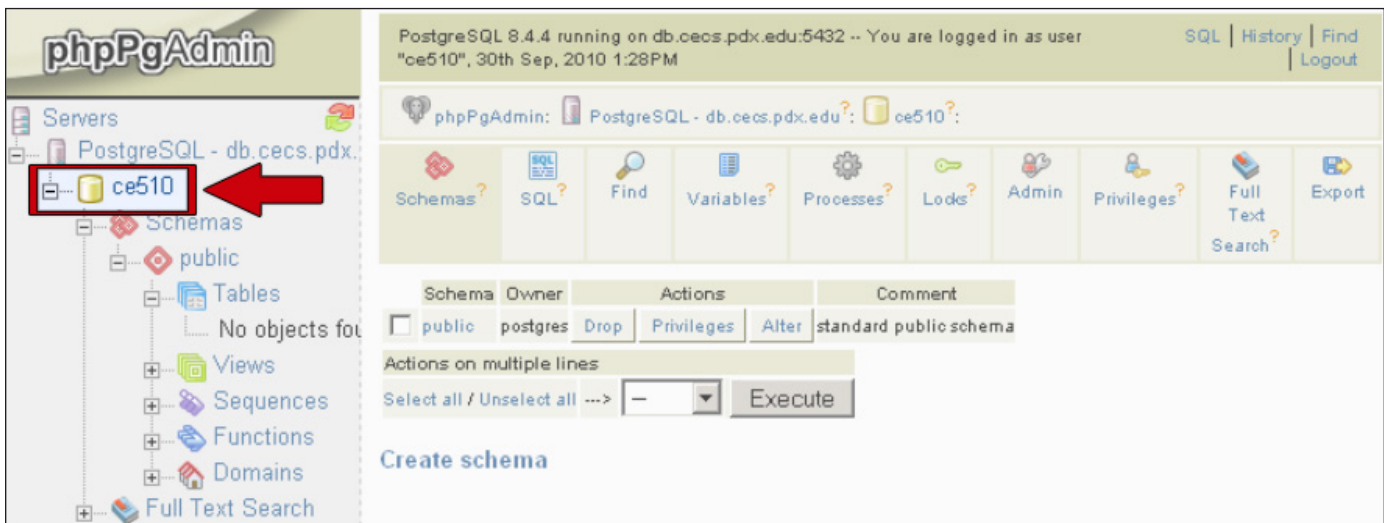 phpPgAdmin
PostgreSQL 8.4.4 running on db.cecs.pdx.edu:5432 -- You are logged in as user
"ce510", 30th Sep, 2010 1:28PM
SQL | History | Find
| Logout
Servers
PostgreSQL - db.cecs.pdx.
ce510
Schemas
public
Tables
No objects fou
Views
Sequences
Functions
Domains
Full Text Search
phpPgAdmin: PostgreSQL - db.cecs.pdx.edu?: ce510?:
Schemas? SQL? Find Variables? Processes? Locks? Admin Privileges? Full Text Search? Export
Schema Owner Actions Comment
public postgres Drop Privileges Alter standard public schema
Actions on multiple lines
Select all / Unselect all ---> -- Execute
Create schema